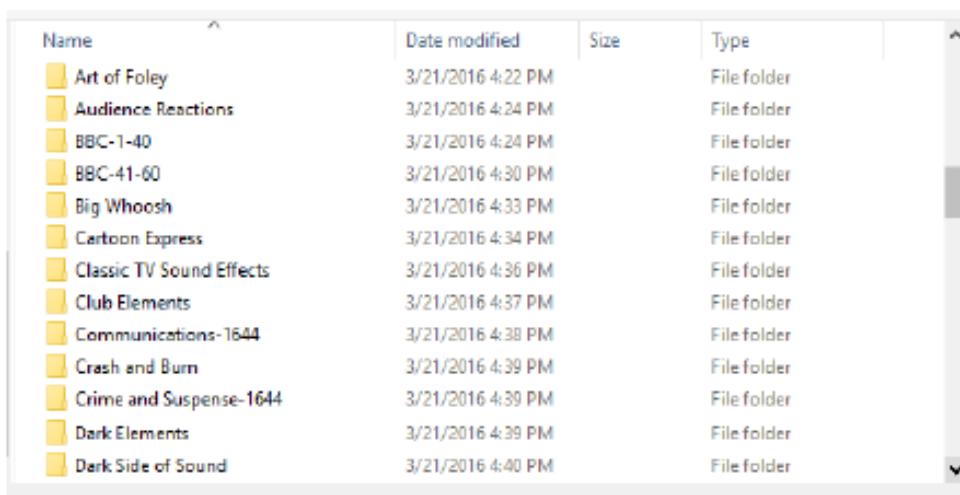 Name Date modified Size Type
Art of Foley 3/21/2016 4:22 PM File folder
Audience Reactions 3/21/2016 4:24 PM File folder
BBC-1-40 3/21/2016 4:24 PM File folder
BBC-41-60 3/21/2016 4:30 PM File folder
Big Whoosh 3/21/2016 4:33 PM File folder
Cartoon Express 3/21/2016 4:34 PM File folder
Classic TV Sound Effects 3/21/2016 4:36 PM File folder
Club Elements 3/21/2016 4:37 PM File folder
Communications-1644 3/21/2016 4:38 PM File folder
Crash and Burn 3/21/2016 4:39 PM File folder
Crime and Suspense-1644 3/21/2016 4:39 PM File folder
Dark Elements 3/21/2016 4:39 PM File folder
Dark Side of Sound 3/21/2016 4:40 PM File folder